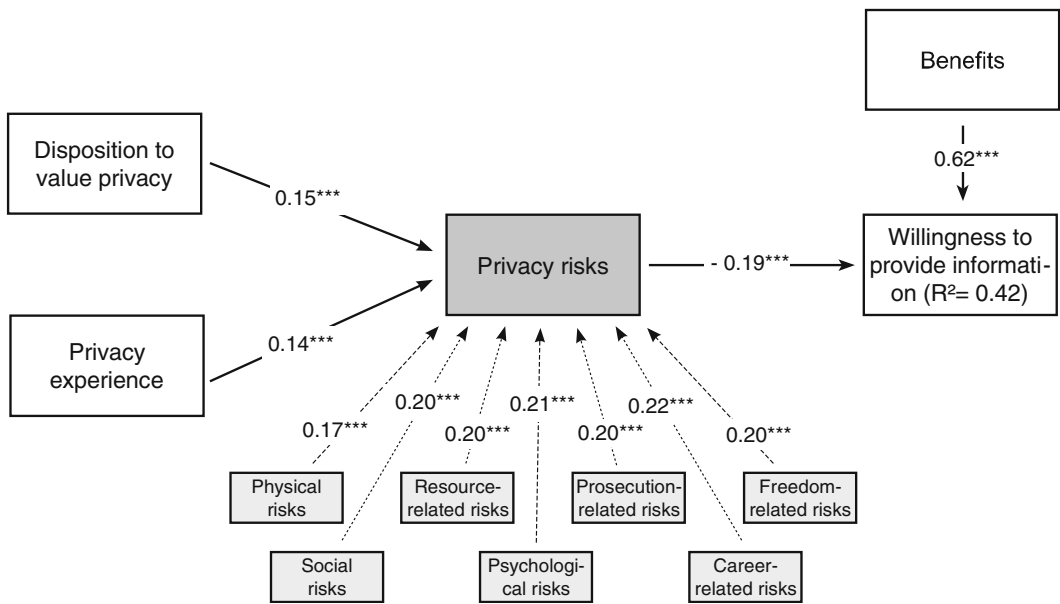 Benefits
Disposition to
value privacy
0.62***
0.15***
Privacy risks
- 0.19***
Willingness to
provide informati-
on (R²= 0.42)
Privacy
experience
0.14***
0.17***
0.20***
0.20***
0.21***
0.20***
0.22***
0.20***
Physical
risks
Resource-
related risks
Prosecution-
related risks
Freedom-
related risks
Social
risks
Psychologi-
cal risks
Career-
related risks